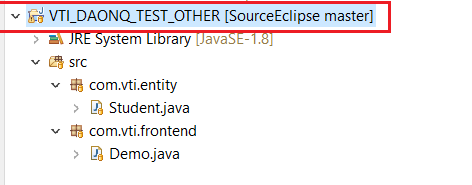 VTI_DAONQ_TEST_OTHER [SourceEclipse master]
JRE System Library [JavaSE-1.8]
src
com.vti.entity
Student.java
com.vti.frontend
Demo.java